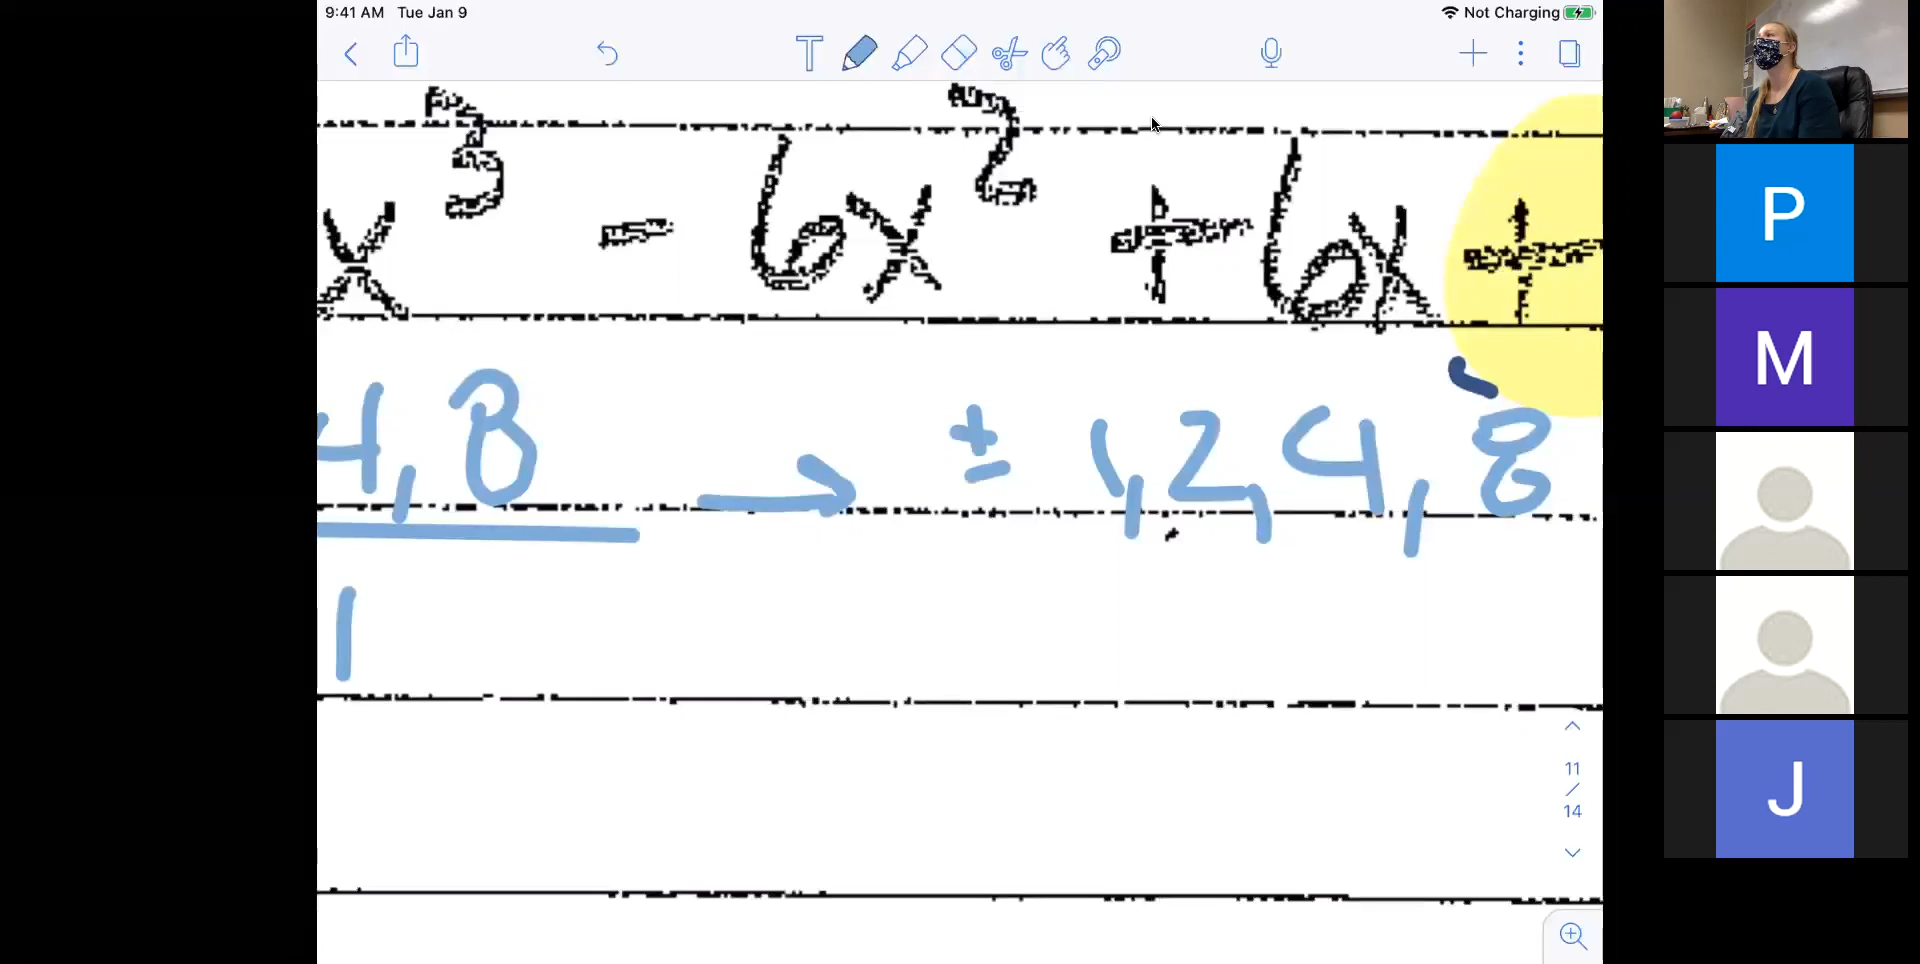 9:41 AM Tue Jan 9
Not Charging
T
x³ - 6x² + 6x +
4, 8 → ± 1, 2, 4, 8
1
11
/
14
P
M
J